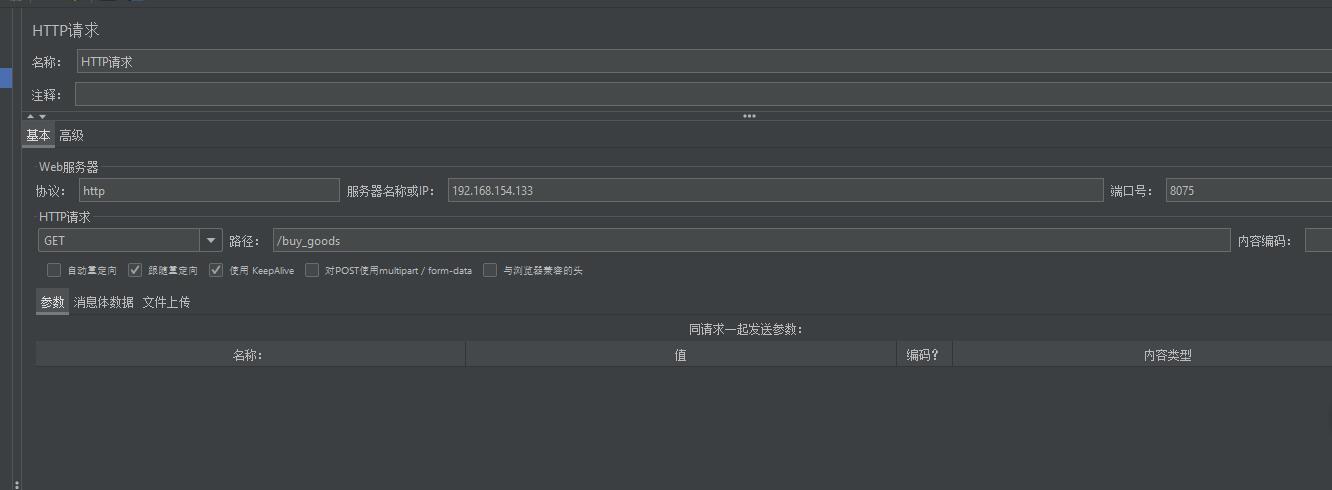 HTTP请求
名称： HTTP请求
注释：
基本 高级
Web服务器
协议： http 服务器名称或IP： 192.168.154.133 端口号： 8075
HTTP请求
GET 路径： /buy_goods 内容编码：
自动重定向 跟随重定向 使用 KeepAlive 对POST使用multipart / form-data 与浏览器兼容的头
参数 消息体数据 文件上传
同请求一起发送参数：
名称： 值 编码？ 内容类型